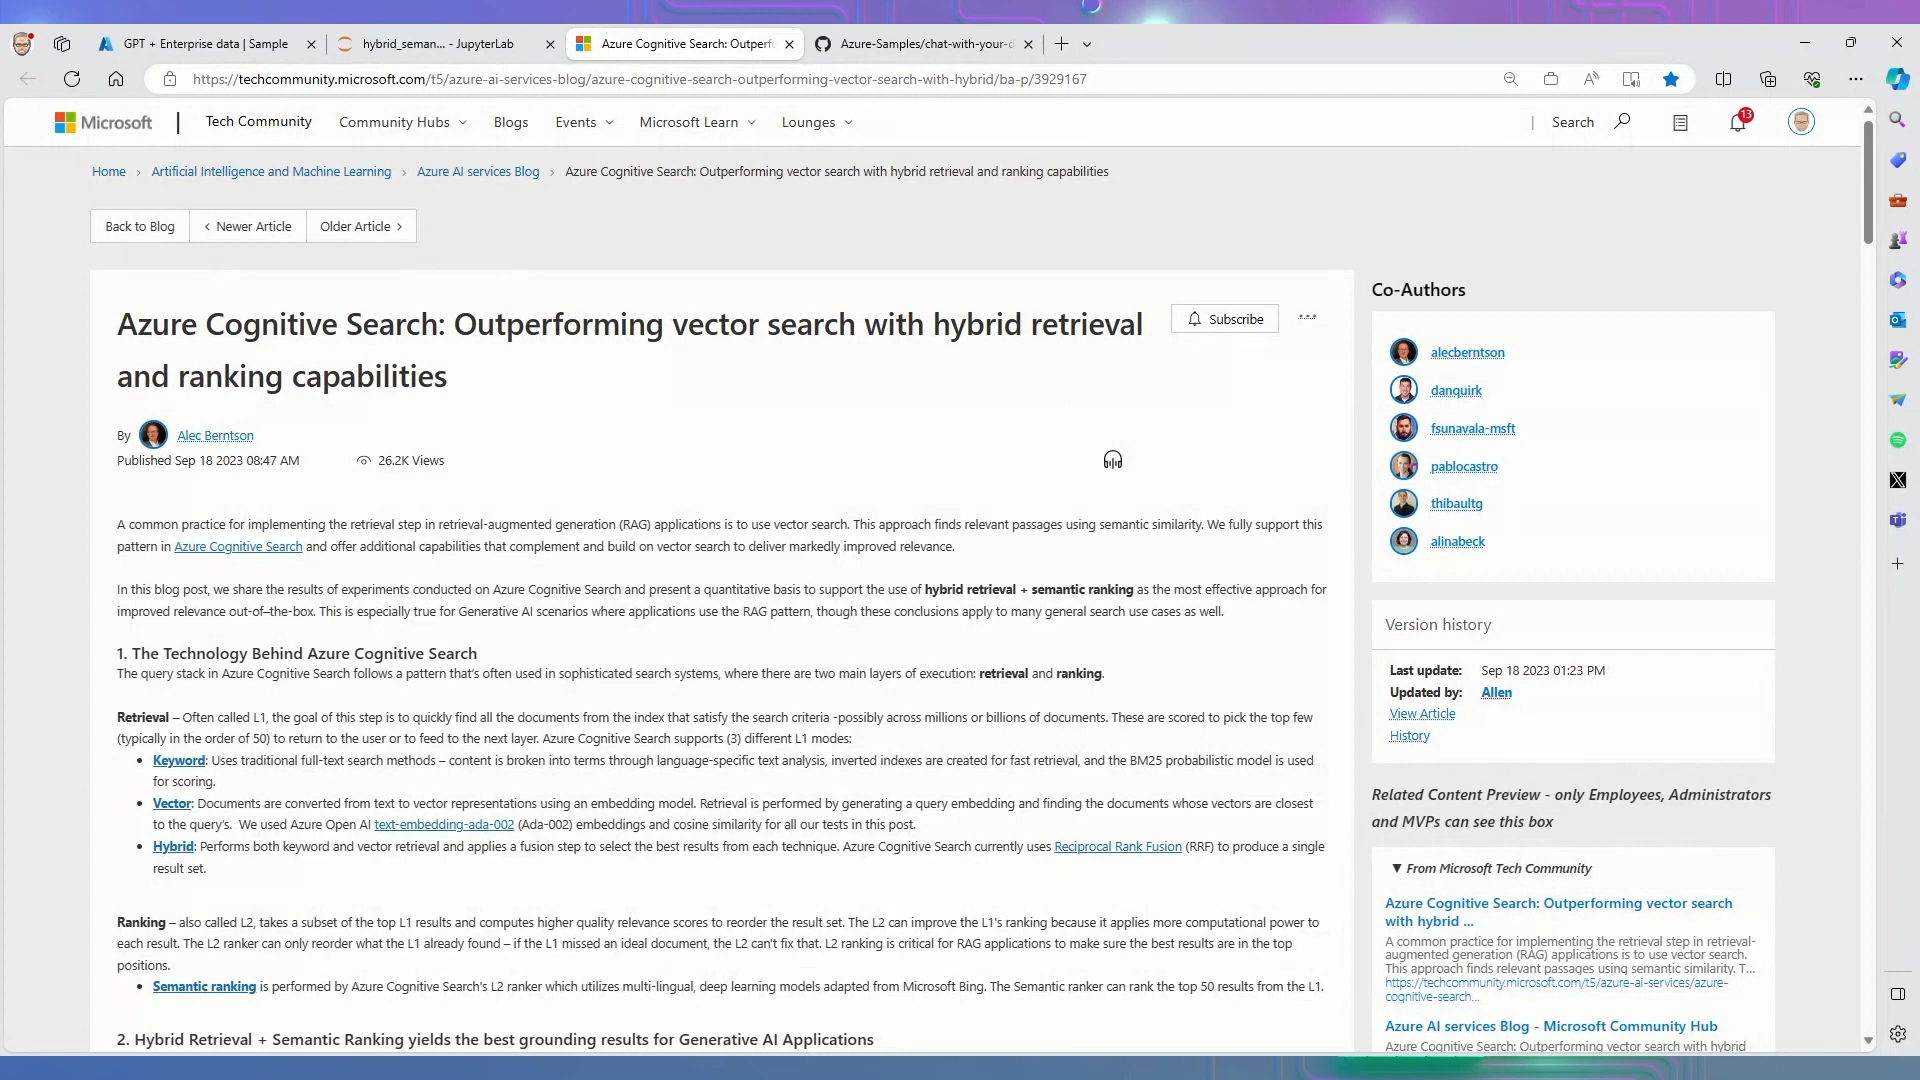 GPT + Enterprise data | Sample
hybrid_seman... - JupyterLab
Azure Cognitive Search: Outperf
Azure-Samples/chat-with-your-d
https://techcommunity.microsoft.com/t5/azure-ai-services-blog/azure-cognitive-search-outperforming-vector-search-with-hybrid/ba-p/3929167
Microsoft
Tech Community
Community Hubs
Blogs
Events
Microsoft Learn
Lounges
Search
13
Home › Artificial Intelligence and Machine Learning › Azure AI services Blog › Azure Cognitive Search: Outperforming vector search with hybrid retrieval and ranking capabilities
Back to Blog
‹ Newer Article
Older Article ›
Azure Cognitive Search: Outperforming vector search with hybrid retrieval
and ranking capabilities
Subscribe
By Alec Berntson
Published Sep 18 2023 08:47 AM
26.2K Views
A common practice for implementing the retrieval step in retrieval-augmented generation (RAG) applications is to use vector search. This approach finds relevant passages using semantic similarity. We fully support this
pattern in Azure Cognitive Search and offer additional capabilities that complement and build on vector search to deliver markedly improved relevance.
In this blog post, we share the results of experiments conducted on Azure Cognitive Search and present a quantitative basis to support the use of hybrid retrieval + semantic ranking as the most effective approach for
improved relevance out-of–the-box. This is especially true for Generative AI scenarios where applications use the RAG pattern, though these conclusions apply to many general search use cases as well.
1. The Technology Behind Azure Cognitive Search
The query stack in Azure Cognitive Search follows a pattern that's often used in sophisticated search systems, where there are two main layers of execution: retrieval and ranking.
Retrieval – Often called L1, the goal of this step is to quickly find all the documents from the index that satisfy the search criteria -possibly across millions or billions of documents. These are scored to pick the top few
(typically in the order of 50) to return to the user or to feed to the next layer. Azure Cognitive Search supports (3) different L1 modes:
• Keyword: Uses traditional full-text search methods – content is broken into terms through language-specific text analysis, inverted indexes are created for fast retrieval, and the BM25 probabilistic model is used
for scoring.
• Vector: Documents are converted from text to vector representations using an embedding model. Retrieval is performed by generating a query embedding and finding the documents whose vectors are closest
to the query's.  We used Azure Open AI text-embedding-ada-002 (Ada-002) embeddings and cosine similarity for all our tests in this post.
• Hybrid: Performs both keyword and vector retrieval and applies a fusion step to select the best results from each technique. Azure Cognitive Search currently uses Reciprocal Rank Fusion (RRF) to produce a single
result set.
Ranking – also called L2, takes a subset of the top L1 results and computes higher quality relevance scores to reorder the result set. The L2 can improve the L1's ranking because it applies more computational power to
each result. The L2 ranker can only reorder what the L1 already found – if the L1 missed an ideal document, the L2 can't fix that. L2 ranking is critical for RAG applications to make sure the best results are in the top
positions.
• Semantic ranking is performed by Azure Cognitive Search's L2 ranker which utilizes multi-lingual, deep learning models adapted from Microsoft Bing. The Semantic ranker can rank the top 50 results from the L1.
2. Hybrid Retrieval + Semantic Ranking yields the best grounding results for Generative AI Applications
Co-Authors
alecberntson
danquirk
fsunavala-msft
pablocastro
thibaultg
alinabeck
Version history
Last update: Sep 18 2023 01:23 PM
Updated by: Allen
View Article
History
Related Content Preview - only Employees, Administrators
and MVPs can see this box
▼ From Microsoft Tech Community
Azure Cognitive Search: Outperforming vector search
with hybrid ...
A common practice for implementing the retrieval step in retrieval-
augmented generation (RAG) applications is to use vector search.
This approach finds relevant passages using semantic similarity. T...
https://techcommunity.microsoft.com/t5/azure-ai-services/azure-
cognitive-search...
Azure AI services Blog - Microsoft Community Hub
Azure Cognitive Search: Outperforming vector search with hybrid